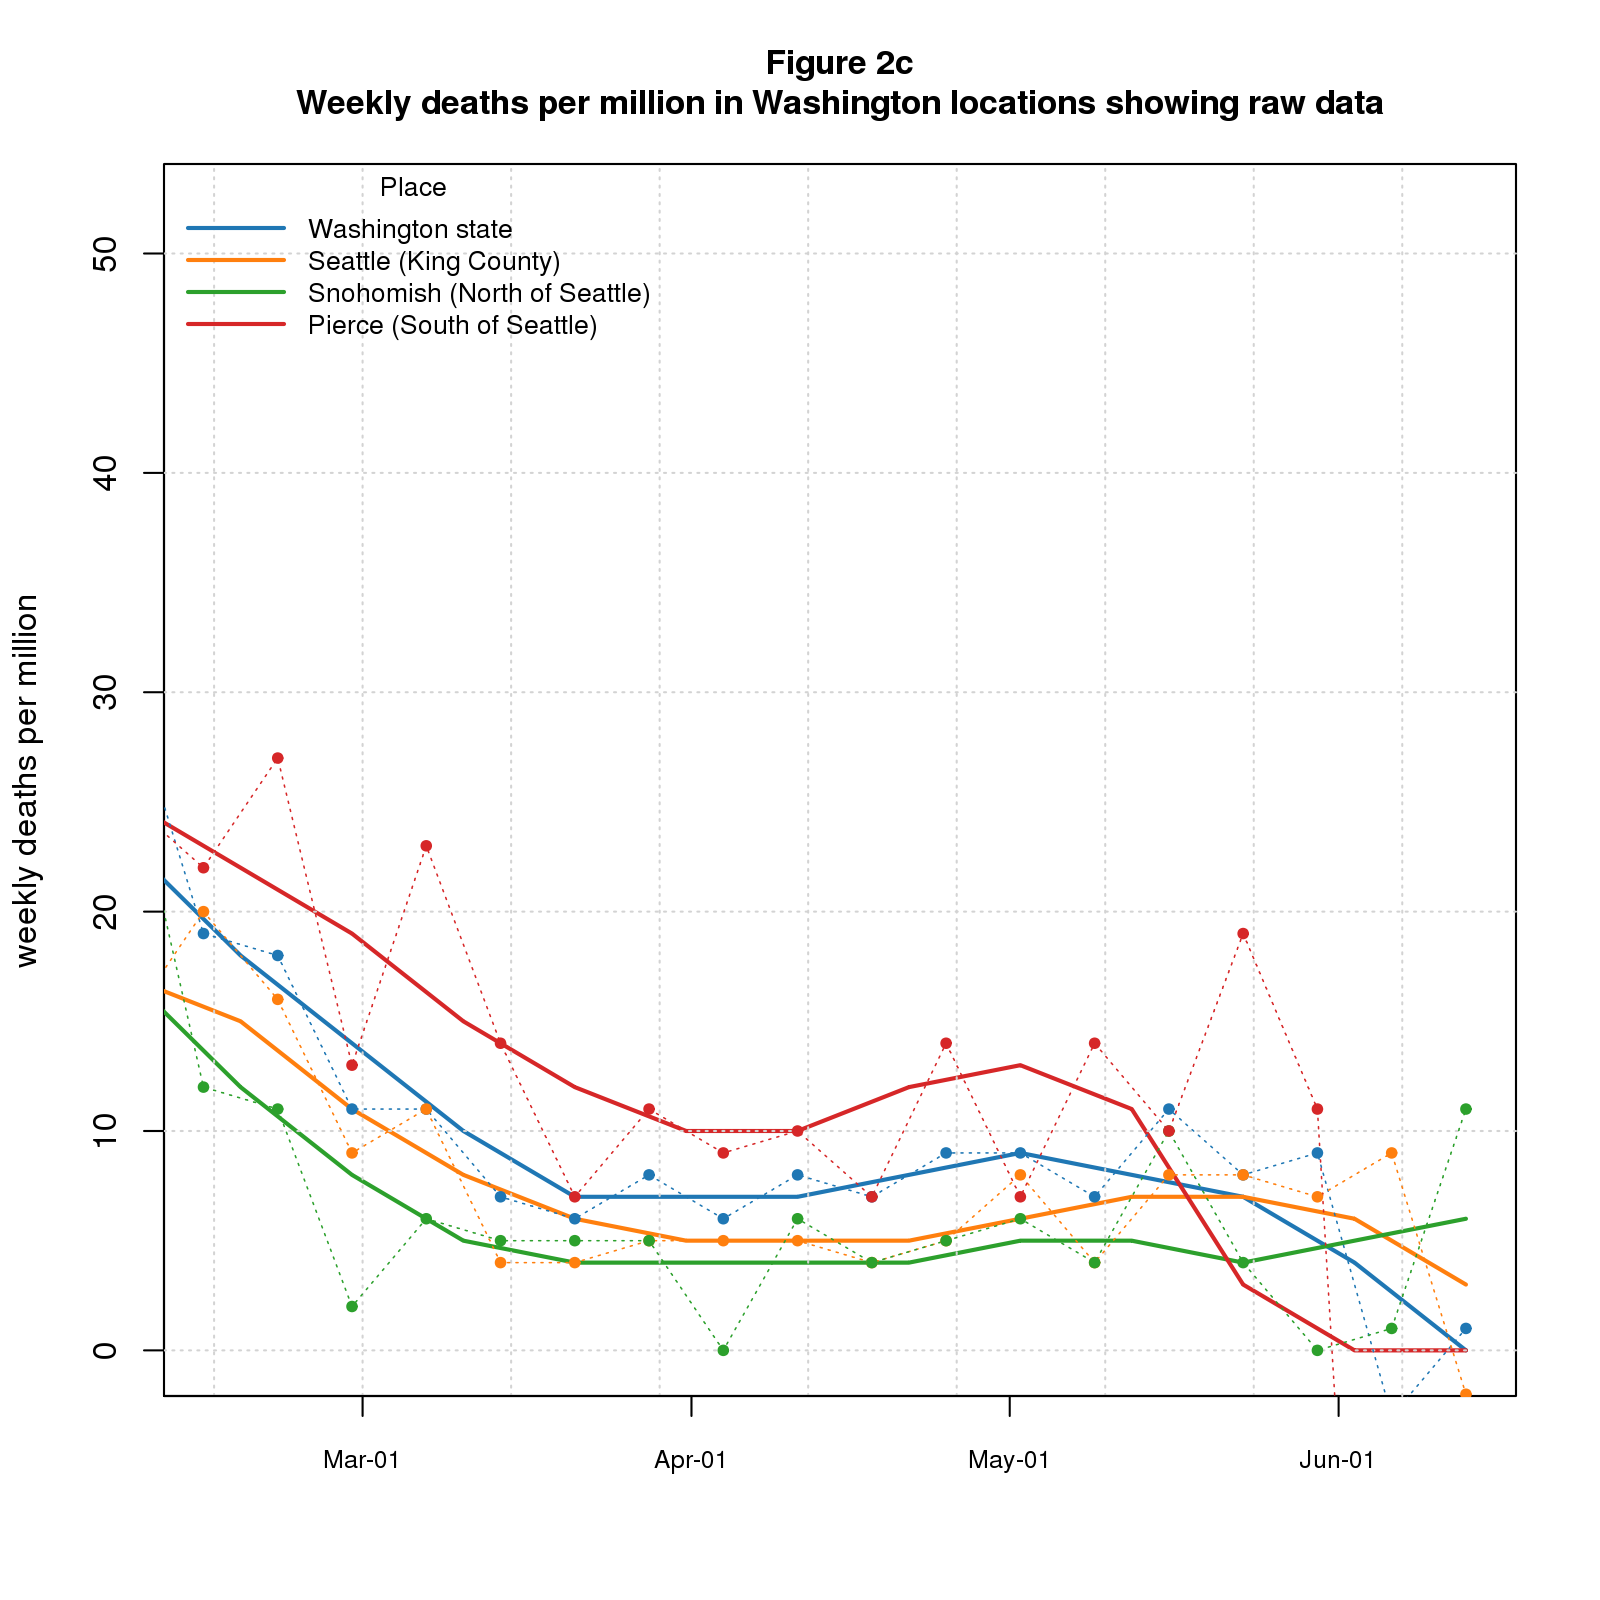 Figure 2c
Weekly deaths per million in Washington locations showing raw data
Place
Washington state
Seattle (King County)
Snohomish (North of Seattle)
Pierce (South of Seattle)
weekly deaths per million
50
40
30
20
10
0
Mar-01
Apr-01
May-01
Jun-01